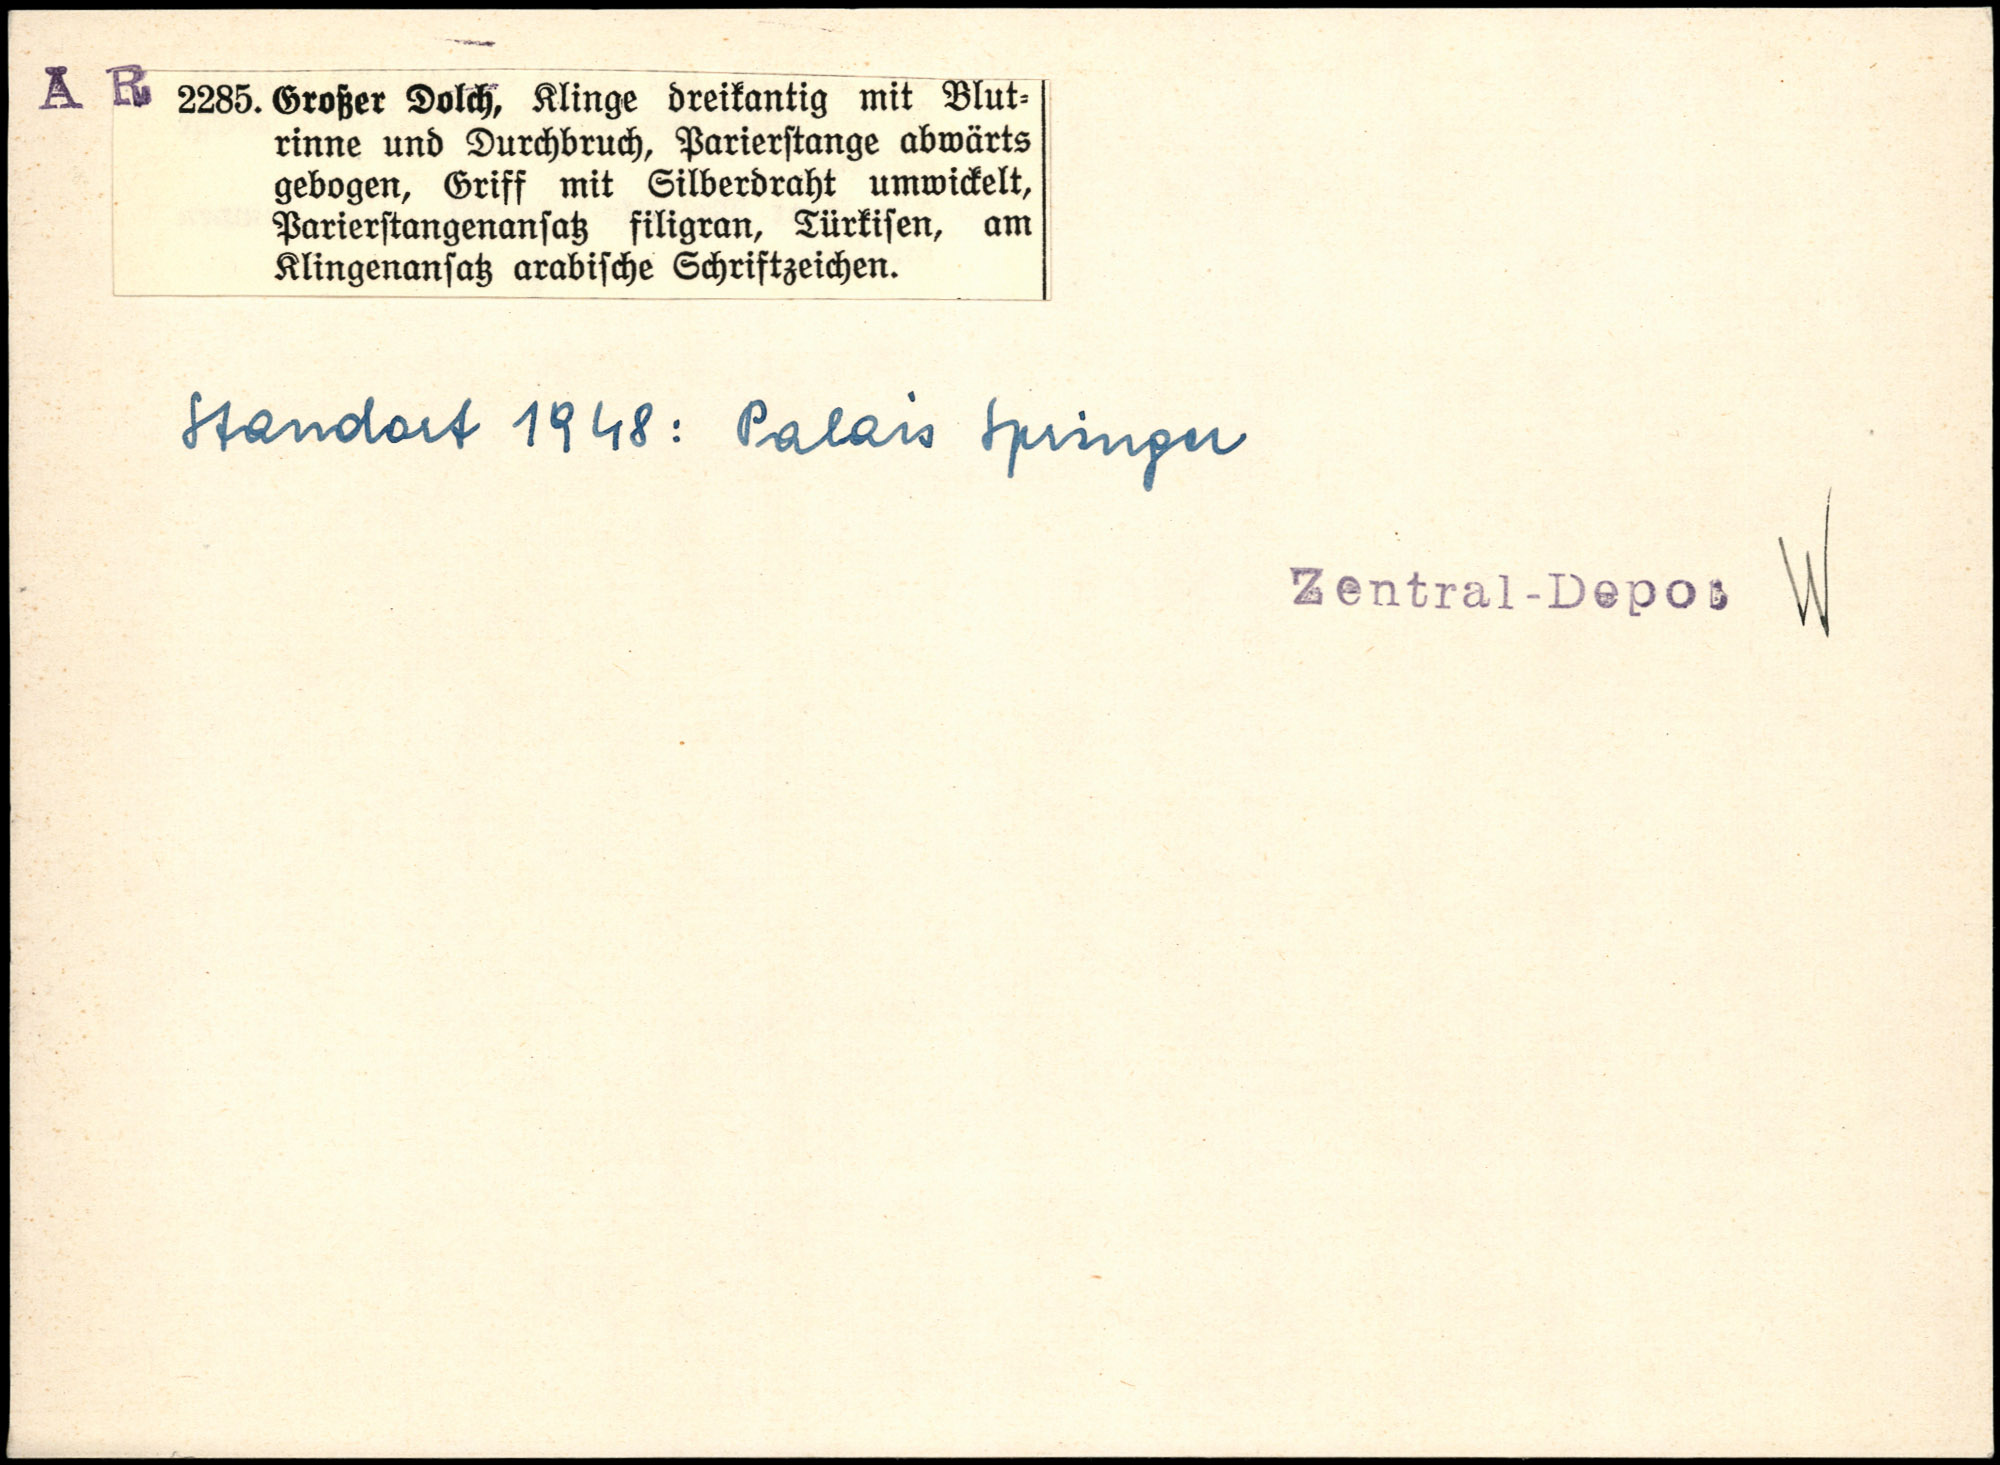 A R
2285. Großer Dolch, Klinge dreikantig mit Blut-
rinne und Durchbruch, Parierstange abwärts
gebogen, Griff mit Silberdraht umwickelt,
Parierstangenansatz filigran, Türkisen, am
Klingenansatz arabische Schriftzeichen.
Standort 1948: Palais Springer
Zentral-Depot W